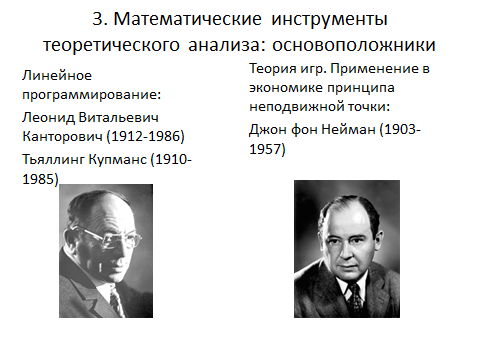 3. Математические инструменты
теоретического анализа: основоположники
Линейное
программирование:
Леонид Витальевич
Канторович (1912-1986)
Тьяллинг Купманс (1910-
1985)
Теория игр. Применение в
экономике принципа
неподвижной точки:
Джон фон Нейман (1903-
1957)